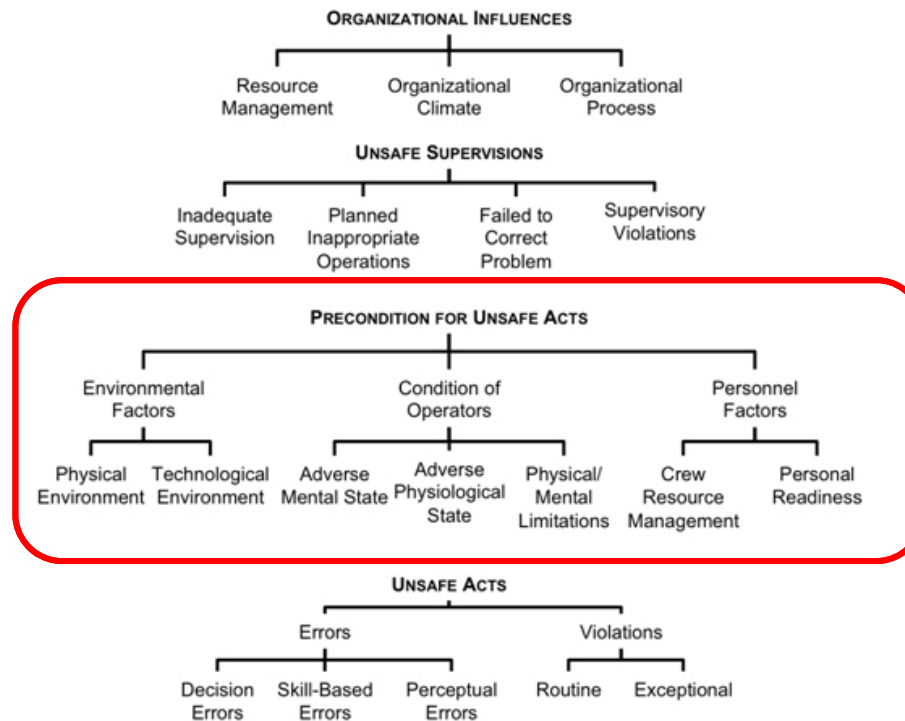 ORGANIZATIONAL INFLUENCES
Resource Management
Organizational Climate
Organizational Process
UNSAFE SUPERVISIONS
Inadequate Supervision
Planned Inappropriate Operations
Failed to Correct Problem
Supervisory Violations
PRECONDITION FOR UNSAFE ACTS
Environmental Factors
Condition of Operators
Personnel Factors
Physical Environment
Technological Environment
Adverse Mental State
Adverse Physiological State
Physical/ Mental Limitations
Crew Resource Management
Personal Readiness
UNSAFE ACTS
Errors
Violations
Decision Errors
Skill-Based Errors
Perceptual Errors
Routine
Exceptional